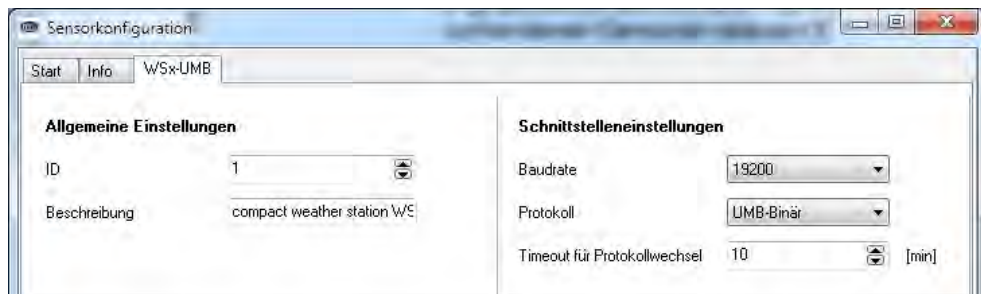 Sensorkonfiguration
Start Info WSx-UMB
Allgemeine Einstellungen
ID 1
Beschreibung compact weather station WS
Schnittstelleneinstellungen
Baudrate 19200
Protokoll UMB-Binär
Timeout für Protokollwechsel 10 [min]